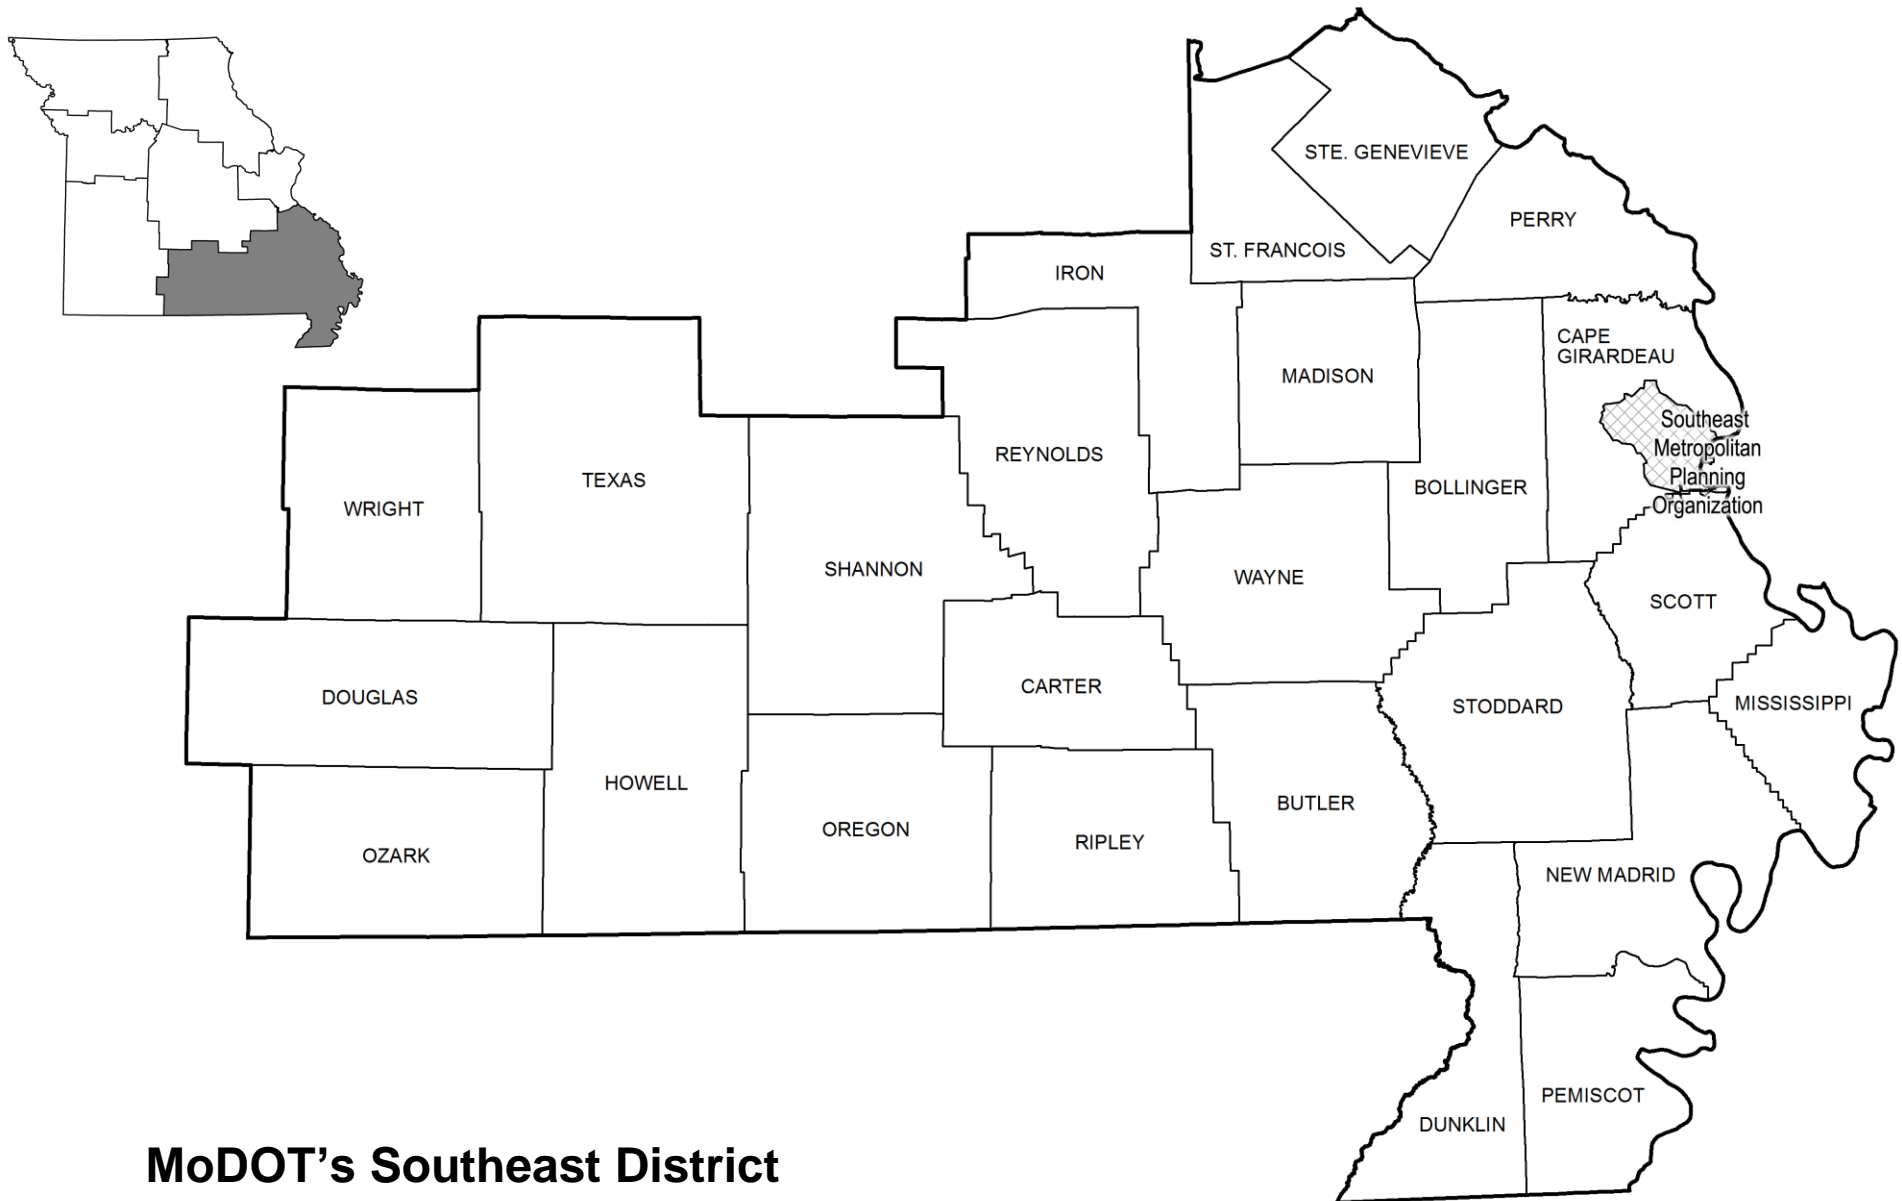 STE. GENEVIEVE
PERRY
ST. FRANCOIS
IRON
CAPE
GIRARDEAU
MADISON
Southeast
Metropolitan
Planning
Organization
REYNOLDS
TEXAS
BOLLINGER
WRIGHT
SHANNON
WAYNE
SCOTT
CARTER
DOUGLAS
MISSISSIPPI
STODDARD
HOWELL
BUTLER
OREGON
RIPLEY
OZARK
NEW MADRID
PEMISCOT
DUNKLIN
MoDOT’s Southeast District